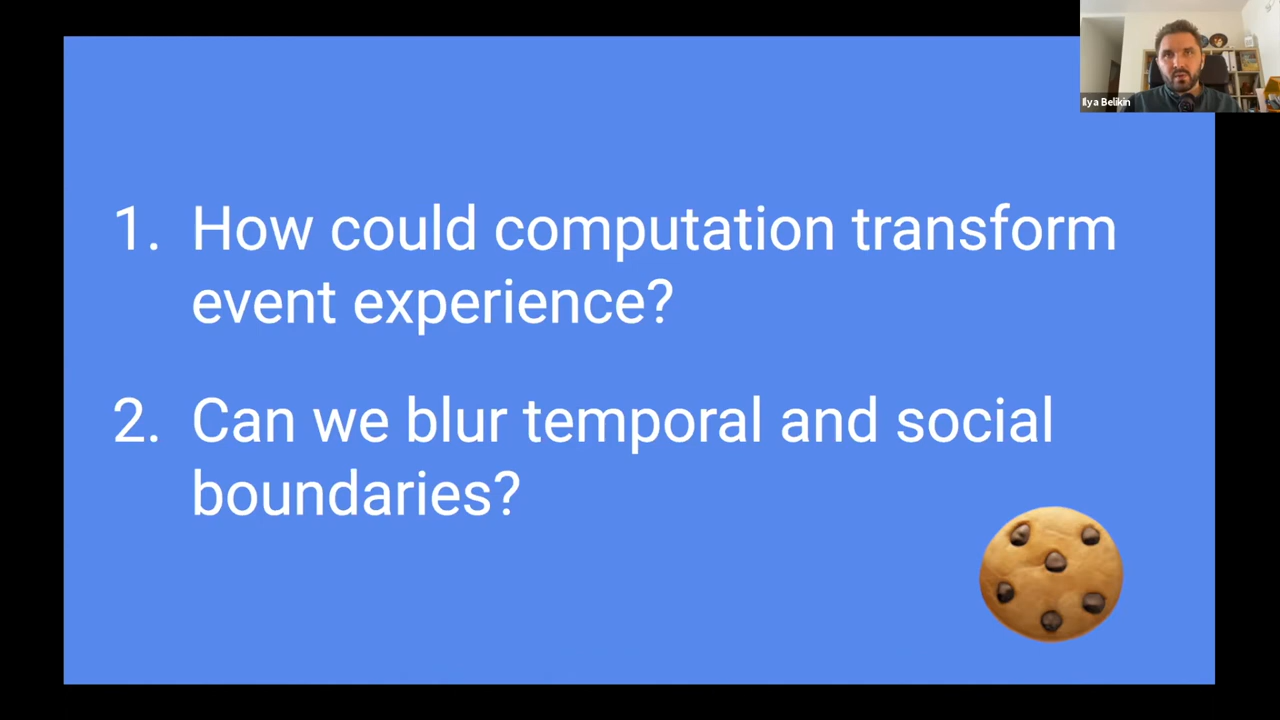 Ilya Belikin
1. How could computation transform
event experience?
2. Can we blur temporal and social
boundaries?